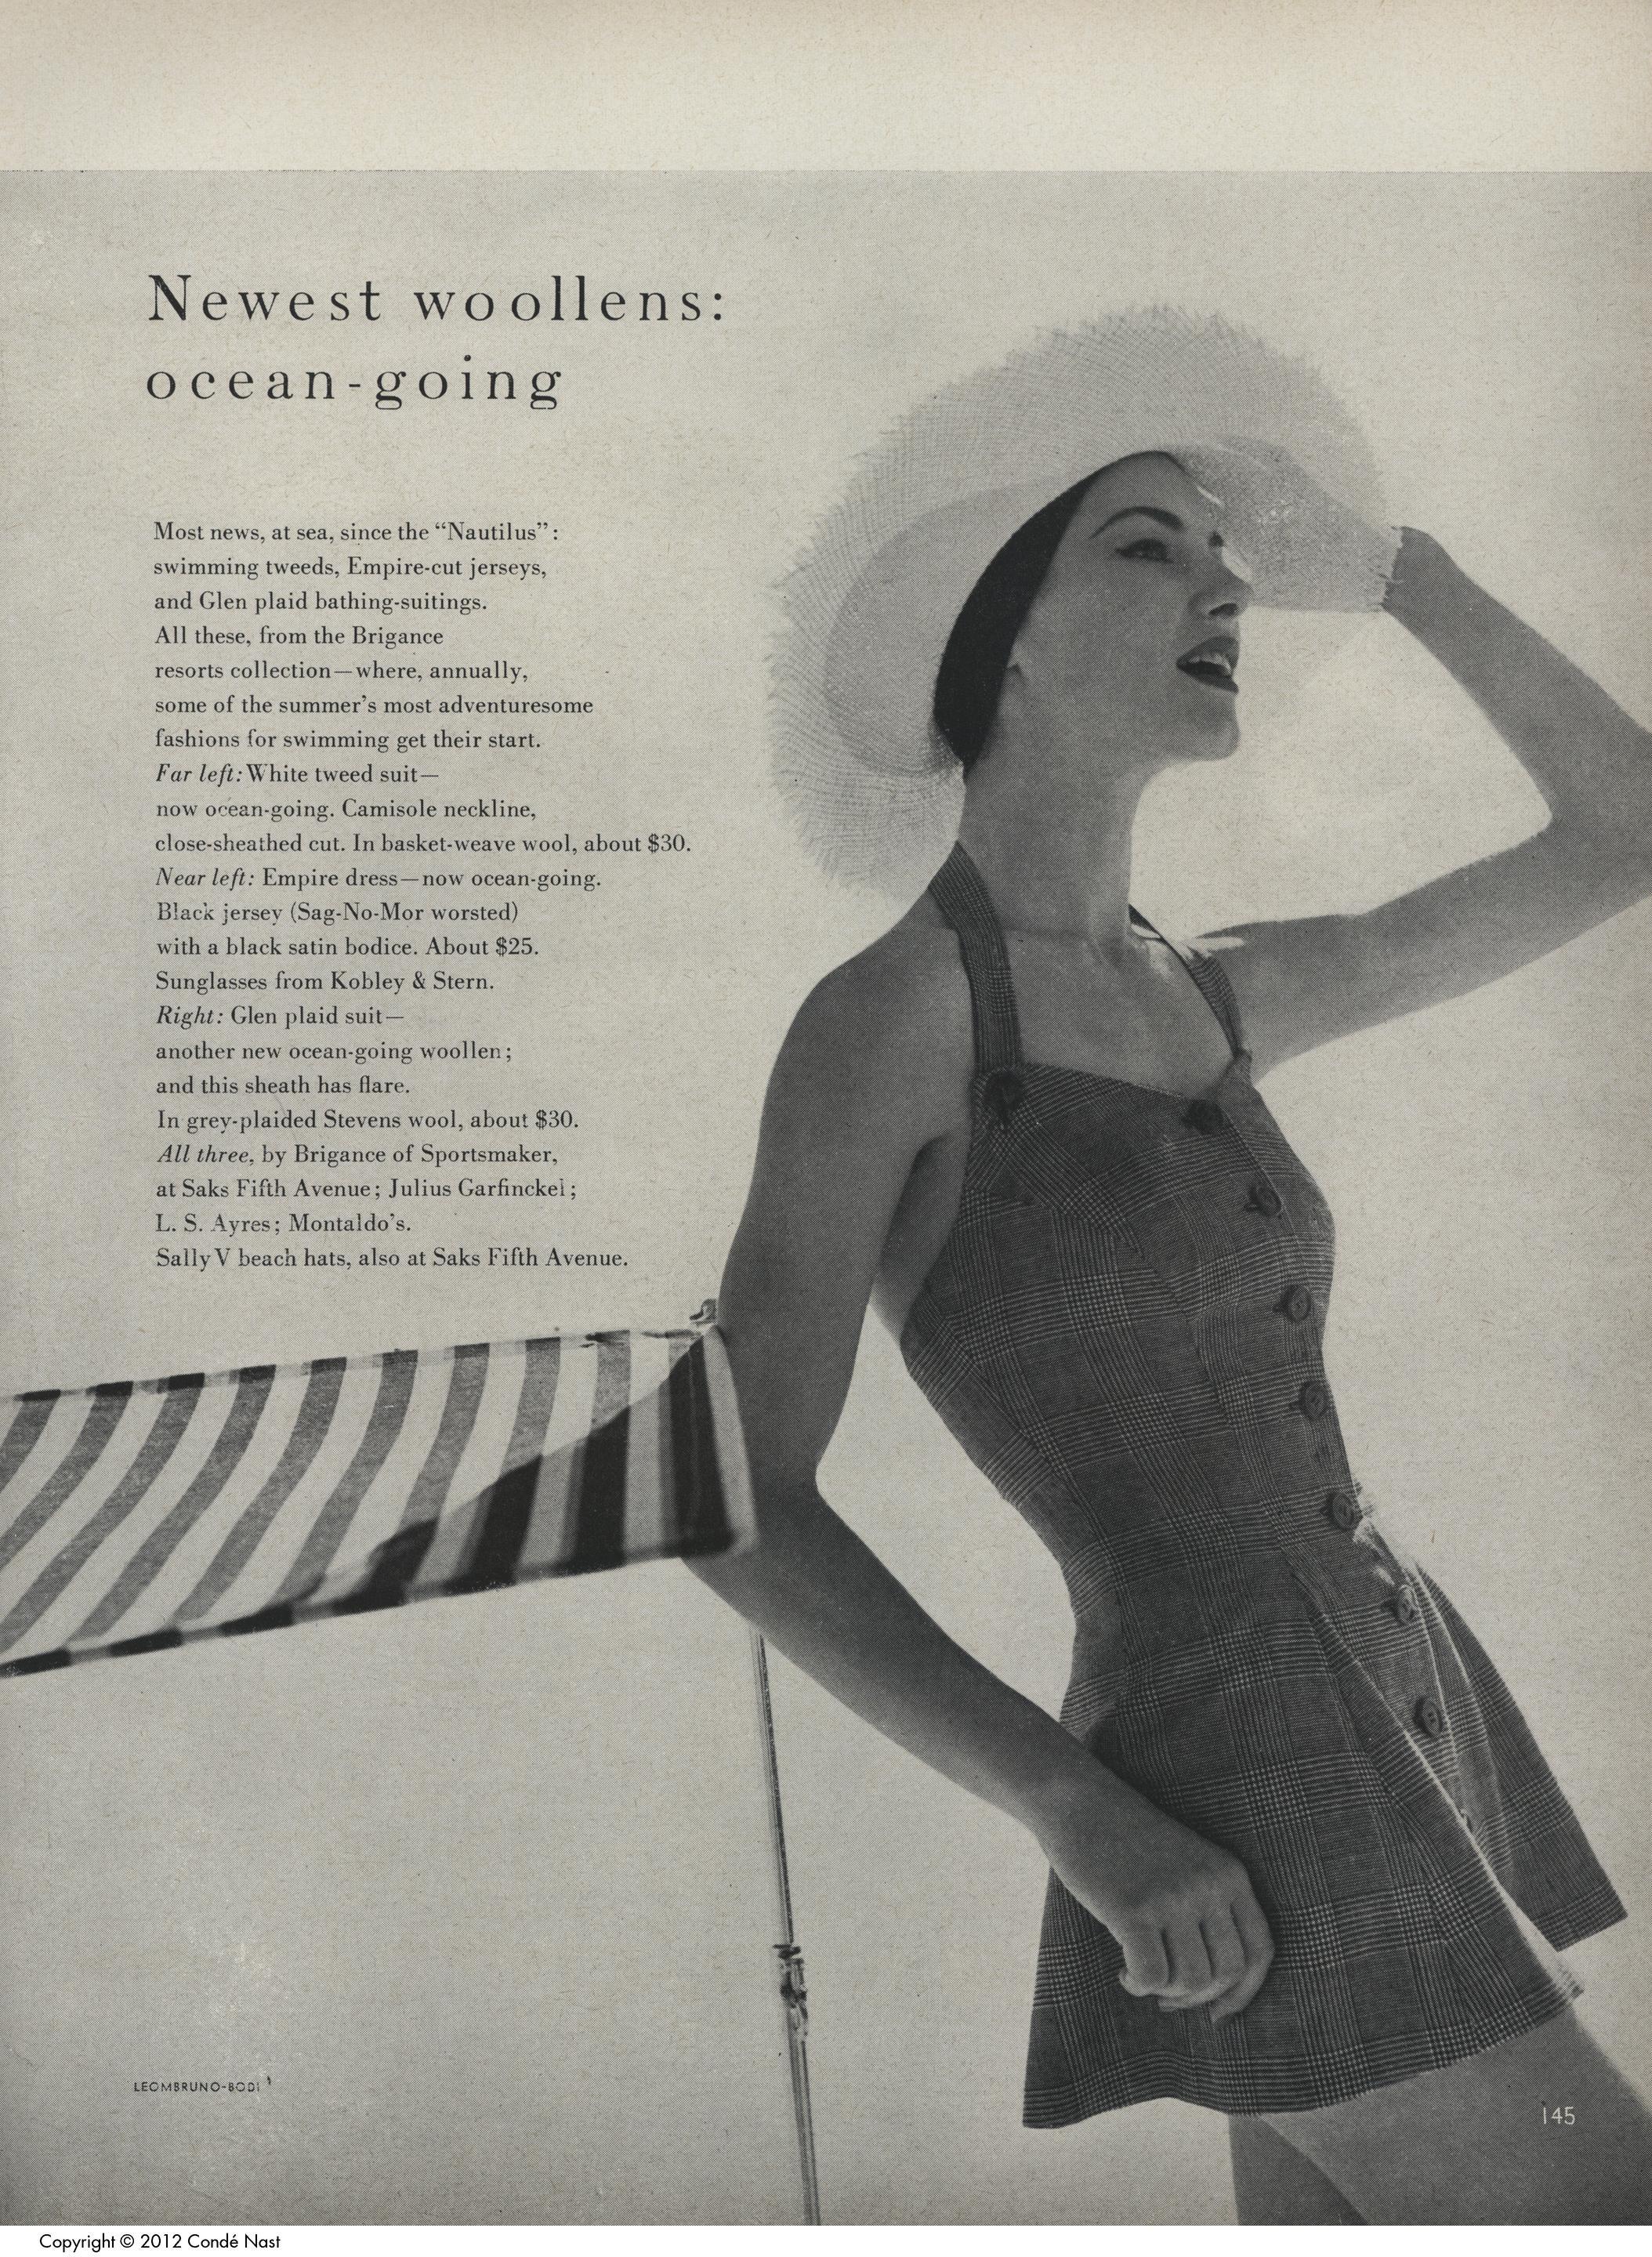 Newest woollens:
ocean-going
Most news, at sea, since the “Nautilus”:
swimming tweeds, Empire-cut jerseys,
and Glen plaid bathing-suitings.
All these, from the Brigance
resorts collection—where, annually,
some of the summer’s most adventuresome
fashions for swimming get their start.
Far left: White tweed suit—
now ocean-going. Camisole neckline,
close-sheathed cut. In basket-weave wool, about $30.
Near left: Empire dress—now ocean-going.
Black jersey (Sag-No-Mor worsted)
with a black satin bodice. About $25.
Sunglasses from Kobley & Stern.
Right: Glen plaid suit—
another new ocean-going woollen;
and this sheath has flare.
In grey-plaided Stevens wool, about $30.
All three, by Brigance of Sportsmaker,
at Saks Fifth Avenue; Julius Garfinckel;
L. S. Ayres; Montaldo’s.
Sally V beach hats, also at Saks Fifth Avenue.
LEOMBRUNO-BODI
145
Copyright © 2012 Condé Nast